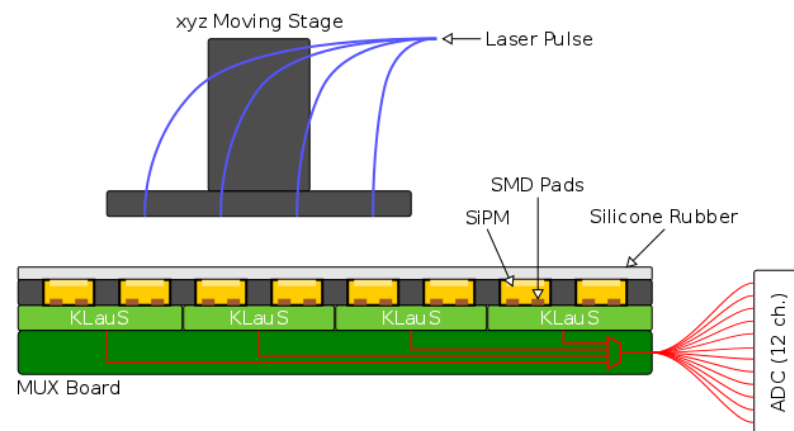 xyz Moving Stage
Laser Pulse
SMD Pads
SiPM
Silicone Rubber
KLauS
KLauS
KLauS
KLauS
MUX Board
ADC (12 ch.)